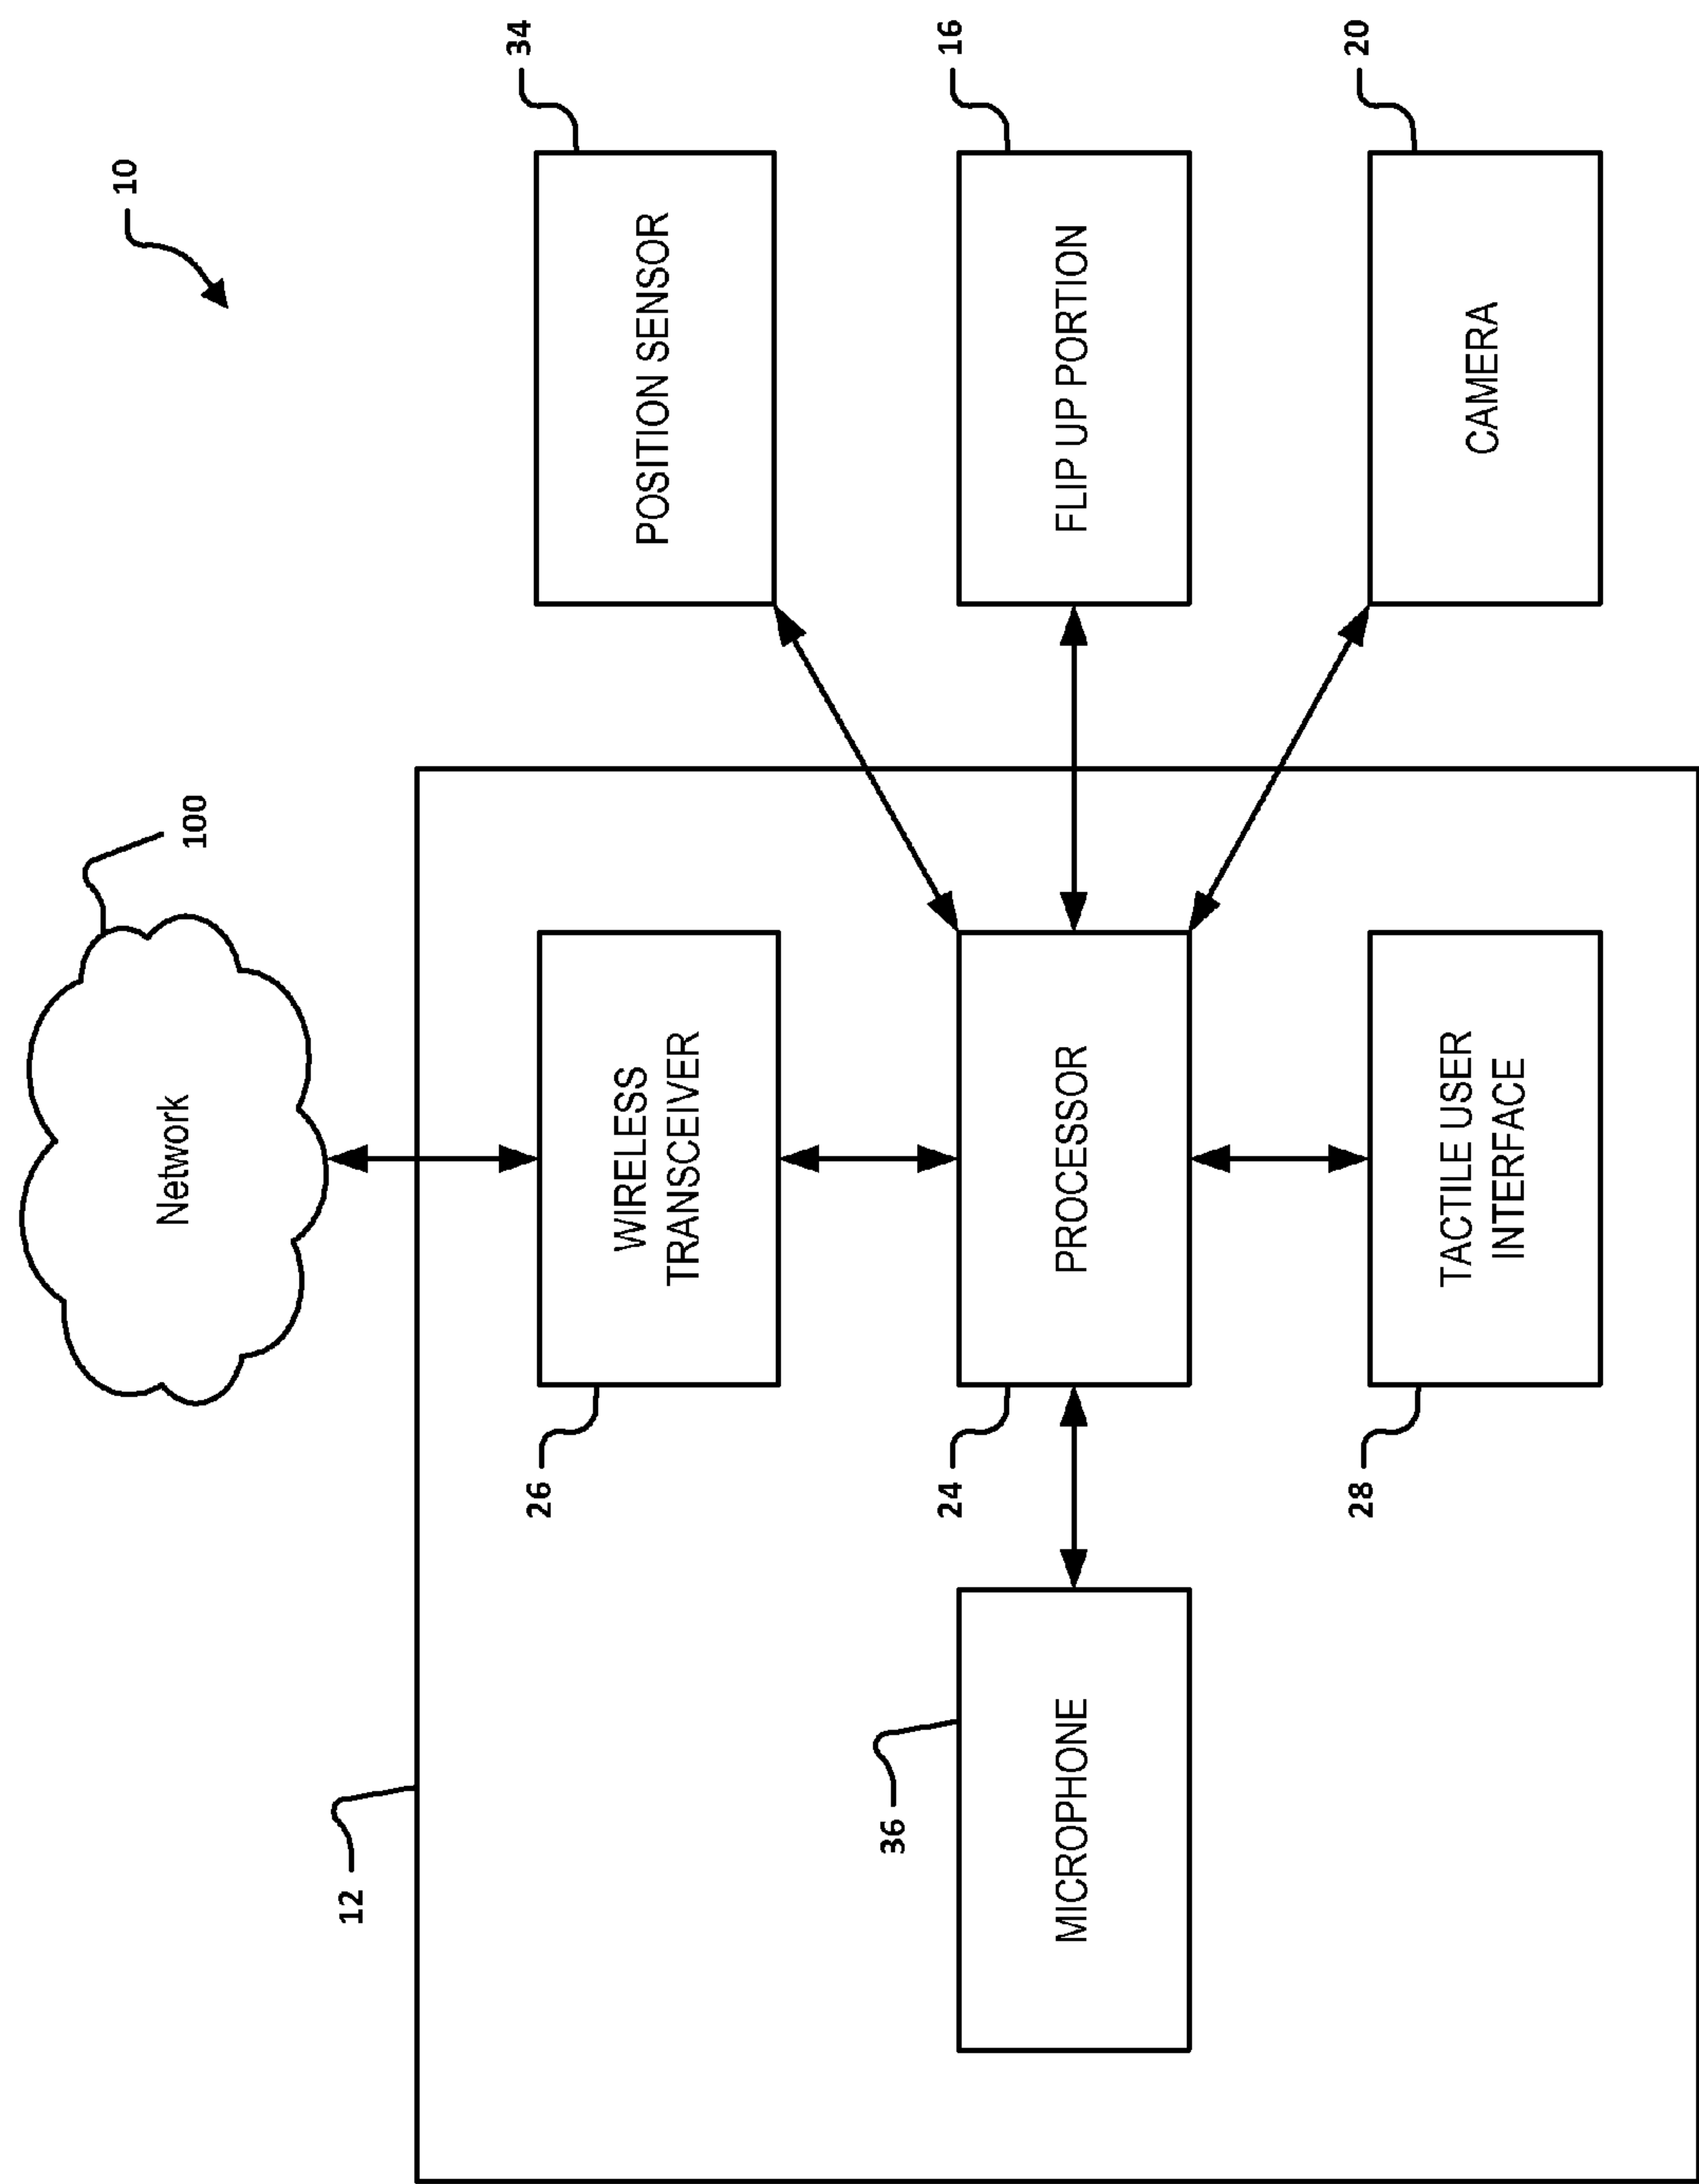 10
Network
100
12
26
WIRELESS
TRANSCEIVER
34
POSITION SENSOR
36
MICROPHONE
24
PROCESSOR
16
FLIP UP PORTION
28
TACTILE USER
INTERFACE
20
CAMERA